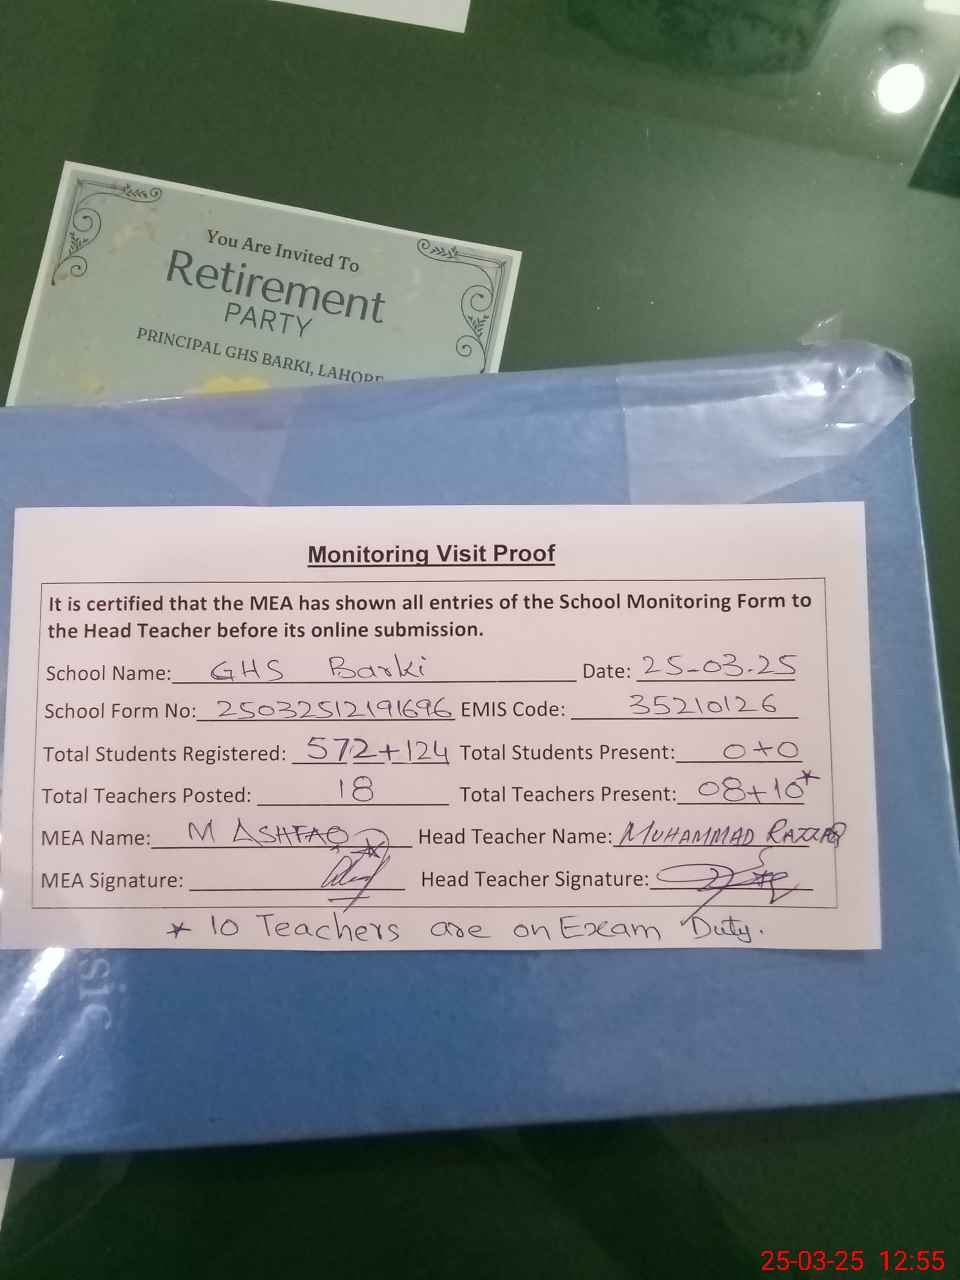 You Are Invited To
Retirement
PARTY
PRINCIPAL GHS BARKI, LAHORE
Monitoring Visit Proof
It is certified that the MEA has shown all entries of the School Monitoring Form to
the Head Teacher before its online submission.
School Name: GHS Barki Date: 25-03-25
School Form No: 25032512191696 EMIS Code: 35210126
Total Students Registered: 572+124 Total Students Present: 0+0
Total Teachers Posted: 18 Total Teachers Present: 08+10*
MEA Name: M ASHFAQ Head Teacher Name: MUHAMMAD RAZZAQ
MEA Signature: Head Teacher Signature:
* 10 Teachers are on Exam Duty.
sic
25-03-25 12:55